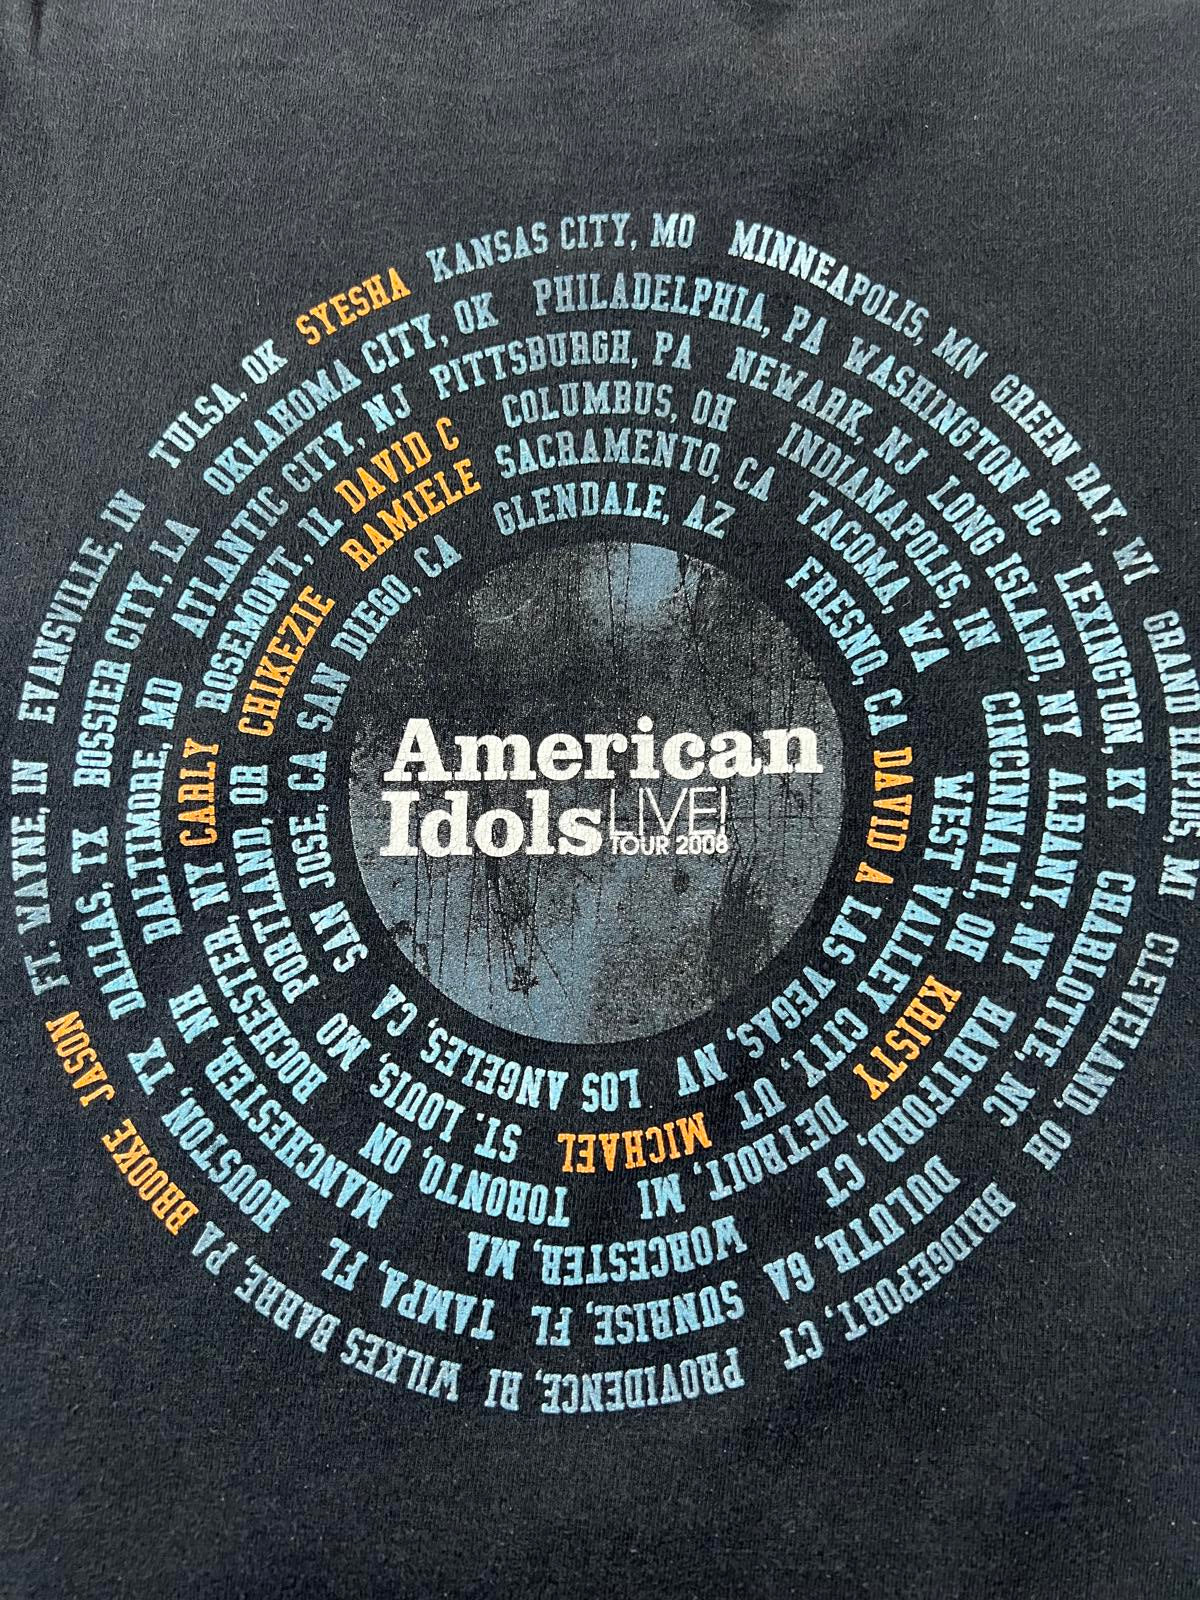 KANSAS CITY, MO MINNEAPOLIS, MN GREEN BAY, WI GRAND RAPIDS, MI CLEVELAND, OH BRIDGEPORT, CT PROVIDENCE, RI WILKES BARRE, PA BROOKE JASON FT. WAYNE, IN EVANSVILLE, IN TULSA, OK SYESHA
PHILADELPHIA, PA WASHINGTON DC LEXINGTON, KY CHARLOTTE, NC DULUTH, GA SUNRISE, FL TAMPA, FL HOUSTON, TX DALLAS, TX BOSSIER CITY, LA OKLAHOMA CITY, OK
PITTSBURGH, PA NEWARK, NJ LONG ISLAND, NY ALBANY, NY HARTFORD, CT WORCESTER, MA MANCHESTER, NH BALTIMORE, MD ATLANTIC CITY, NJ
COLUMBUS, OH INDIANAPOLIS, IN CINCINNATI, OH KRISTY DETROIT, MI TORONTO, ON ROCHESTER, NY CARLY ROSEMONT, IL DAVID C
SACRAMENTO, CA TACOMA, WA WEST VALLEY CITY, UT MICHAEL ST. LOUIS, MO PORTLAND, OR CHIKEZIE RAMIELE
GLENDALE, AZ FRESNO, CA DAVID A LAS VEGAS, NV LOS ANGELES, CA SAN JOSE, CA SAN DIEGO, CA
American
Idols LIVE!
TOUR 2008